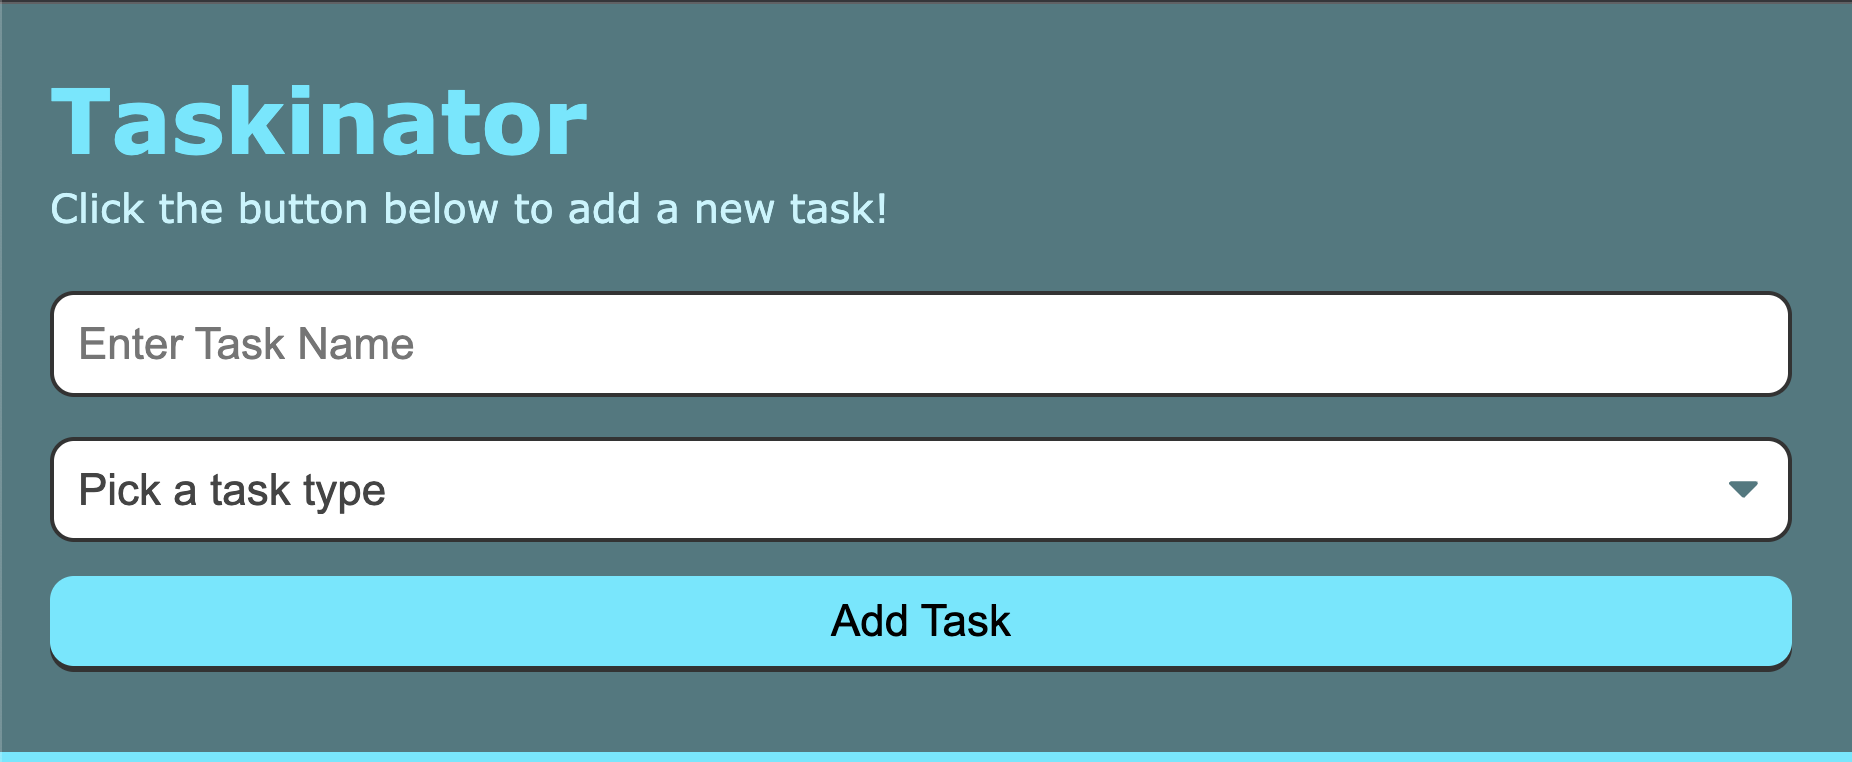 Taskinator
Click the button below to add a new task!
Enter Task Name
Pick a task type
Add Task